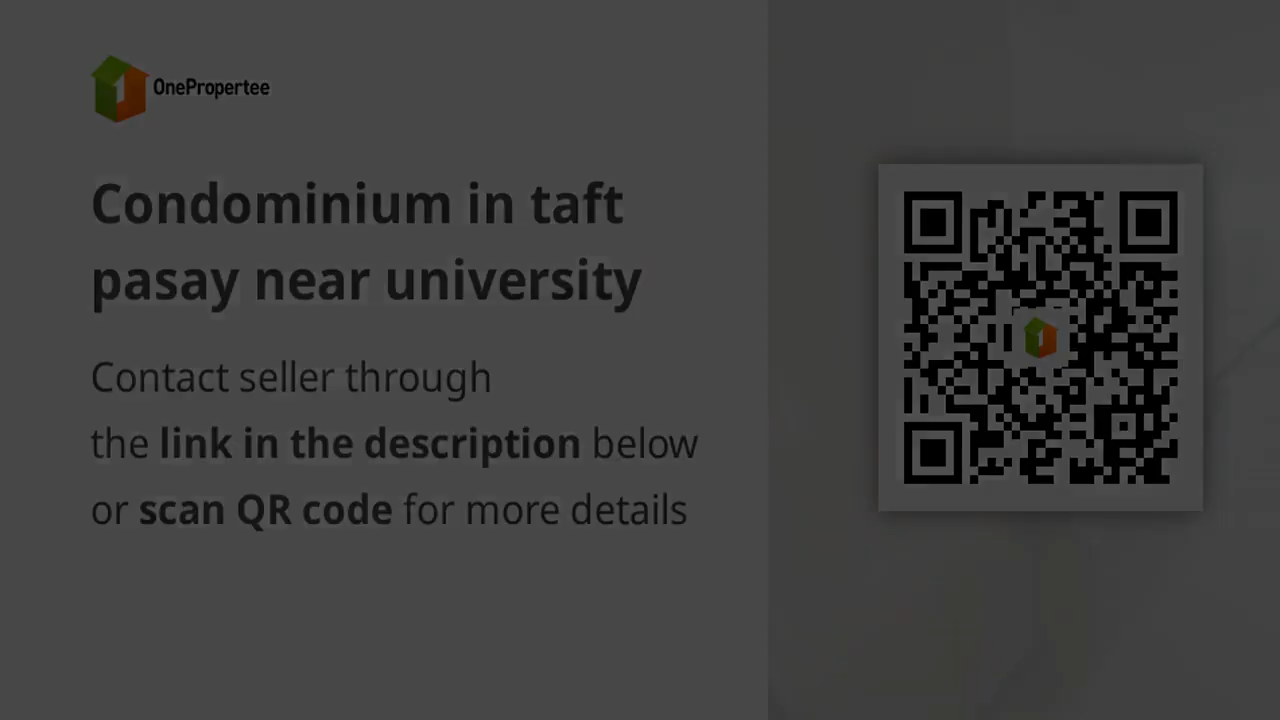 OnePropertee
Condominium in taft
pasay near university
Contact seller through
the link in the description below
or scan QR code for more details